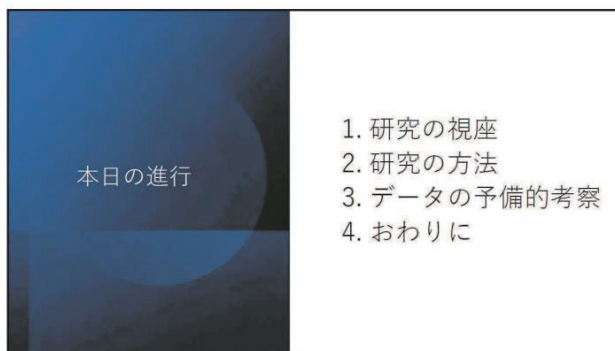 本日の進行
1. 研究の視座
2. 研究の方法
3. データの予備的考察
4. おわりに